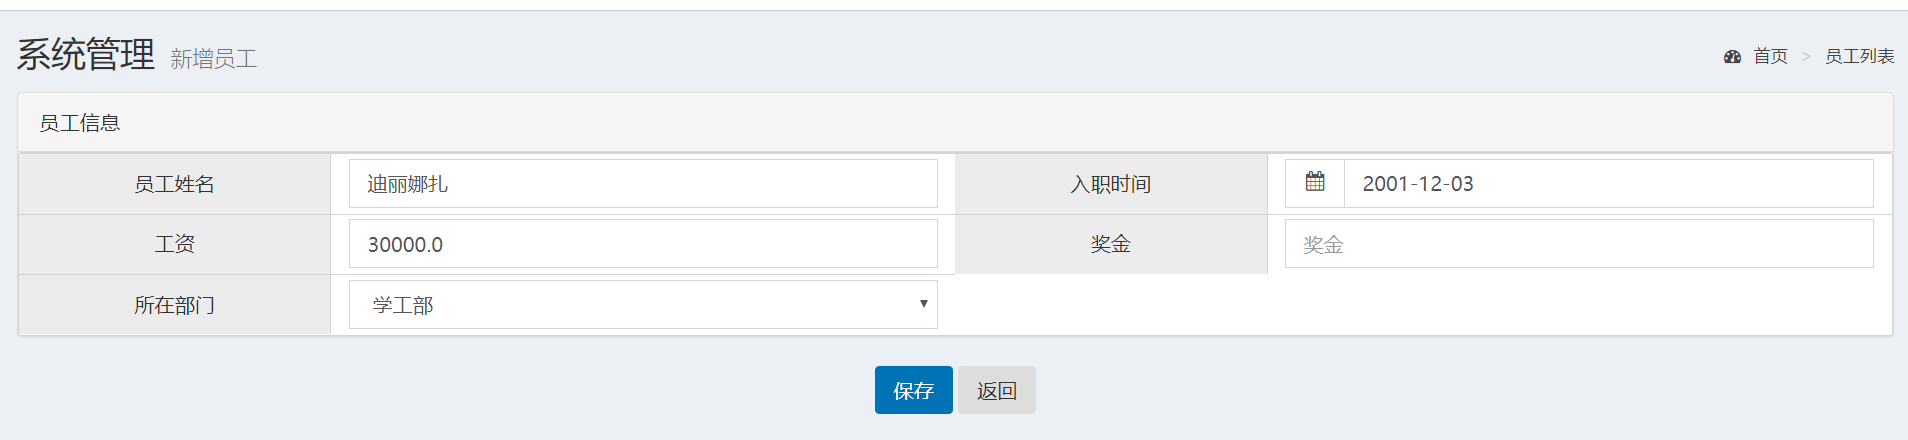 系统管理 新增员工
首页 > 员工列表
员工信息
员工姓名 迪丽娜扎 入职时间 2001-12-03
工资 30000.0 奖金 奖金
所在部门 学工部
保存 返回